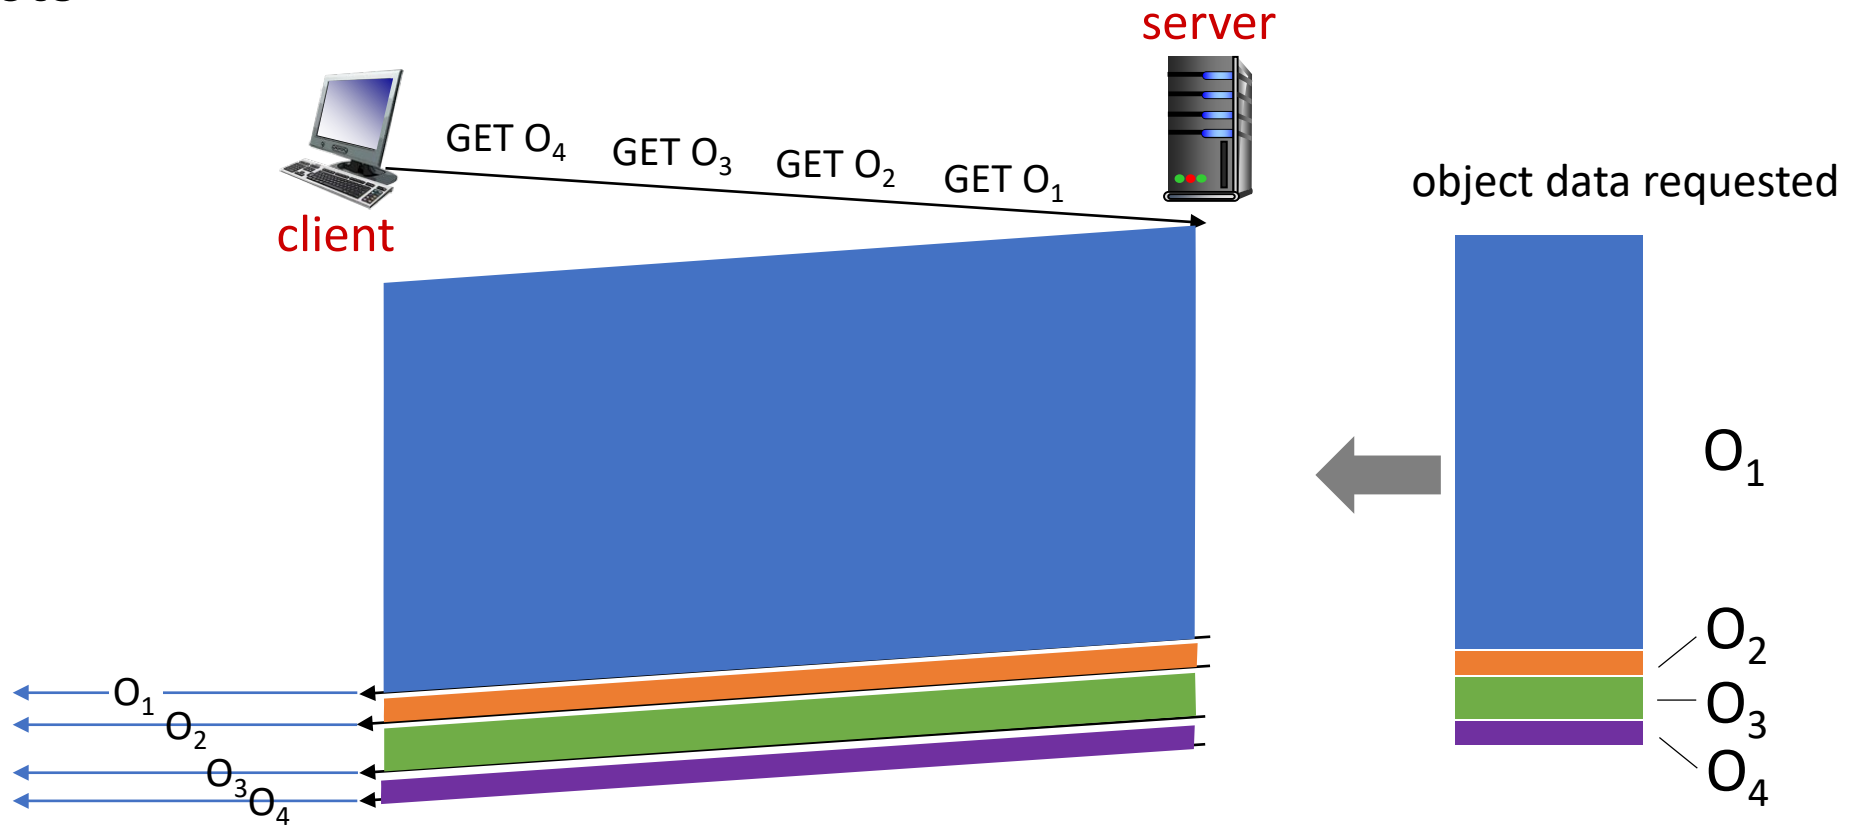 server
GET O₄ GET O₃ GET O₂ GET O₁
client
object data requested
O₁
O₂
O₃
O₄
O₁
O₂
O₃
O₄